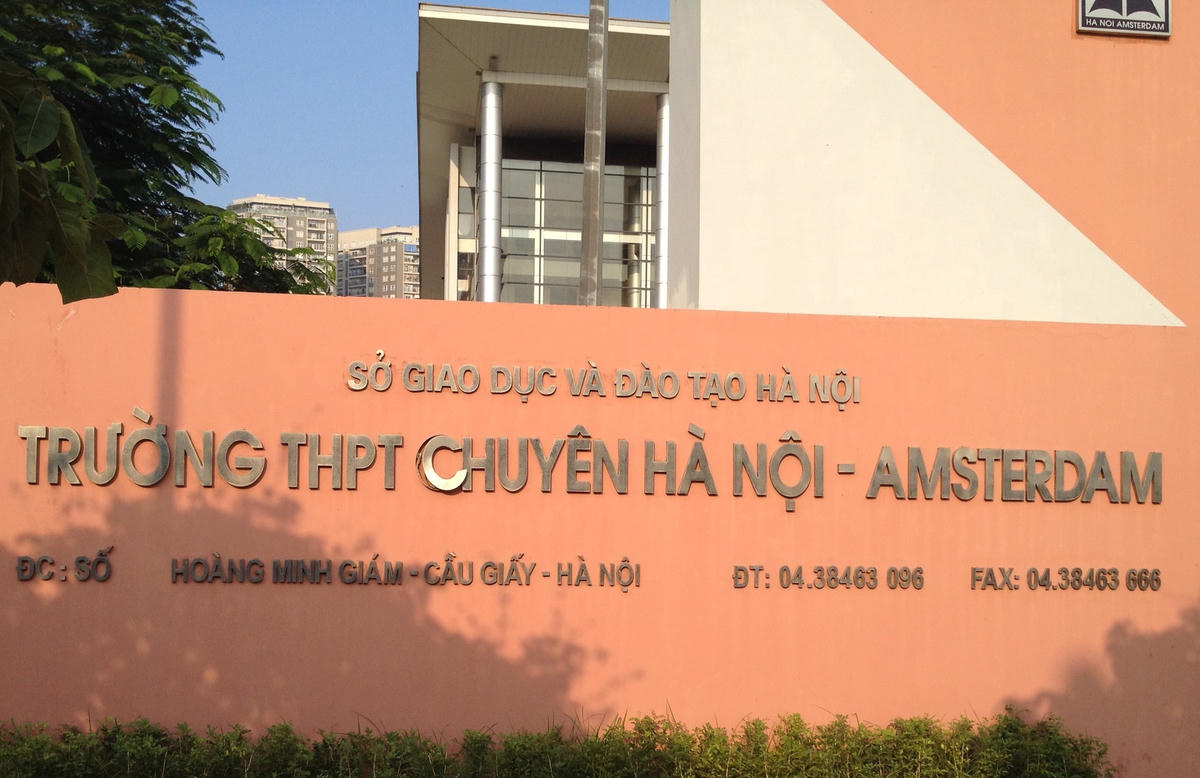 HA NOI AMSTERDAM
SỞ GIAO DỤC VÀ ĐÀO TẠO HÀ NỘI
TRƯỜNG THPT CHUYÊN HÀ NỘI - AMSTERDAM
ĐC : SỐ HOÀNG MINH GIÁM - CẦU GIẤY - HÀ NỘI ĐT: 04.38463 096 FAX: 04.38463 666